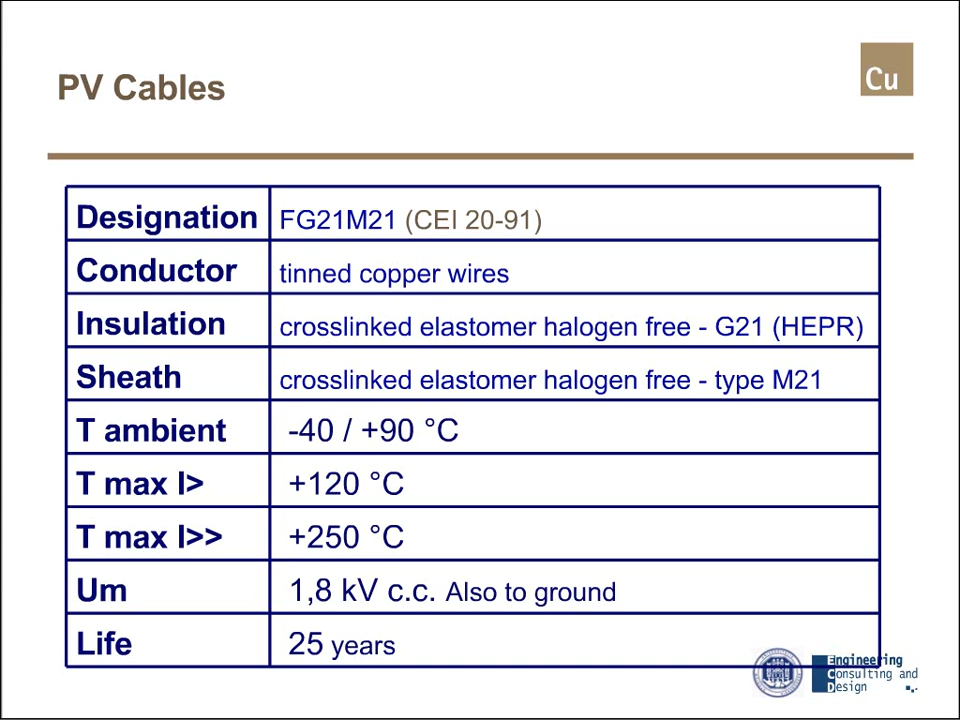 Cu
PV Cables
Designation FG21M21 (CEI 20-91)
Conductor tinned copper wires
Insulation crosslinked elastomer halogen free - G21 (HEPR)
Sheath crosslinked elastomer halogen free - type M21
T ambient -40 / +90 °C
T max I> +120 °C
T max I>> +250 °C
Um 1,8 kV c.c. Also to ground
Life 25 years
Engineering
Consulting and
Design